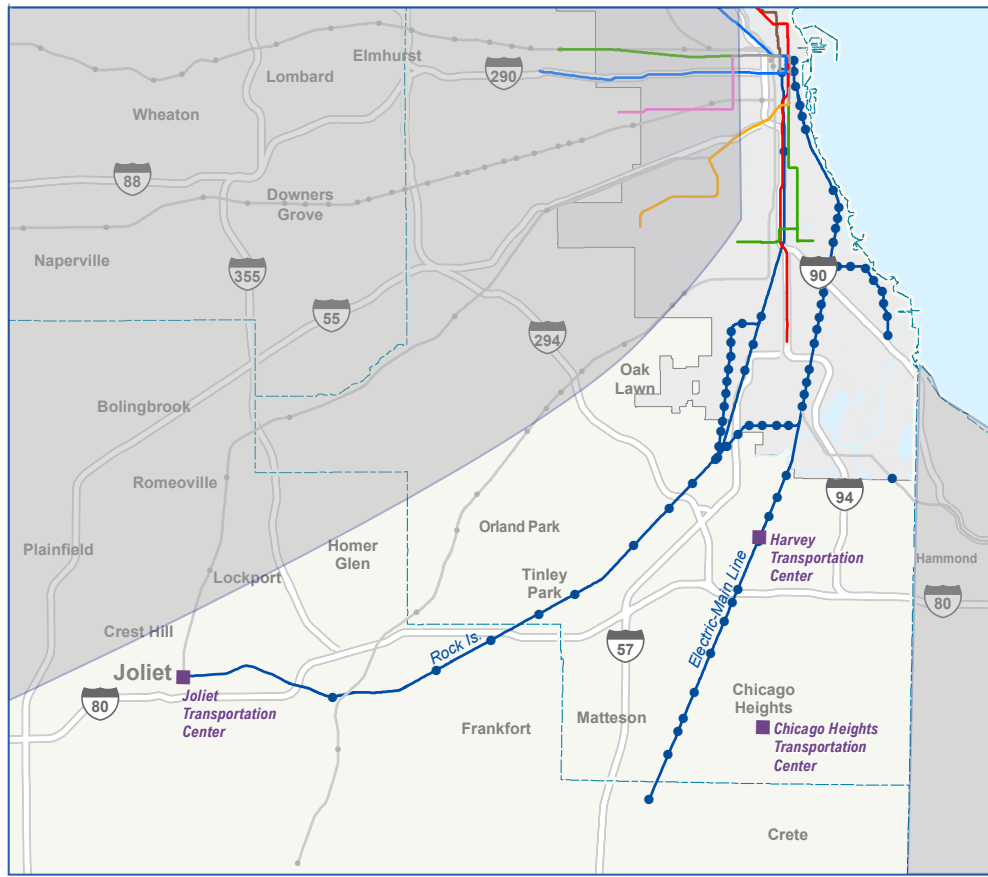 Elmhurst
Lombard
290
Wheaton
88
Downers
Grove
Naperville
355
90
55
294
Oak
Lawn
Bolingbrook
Romeoville
94
Orland Park
Plainfield
Homer
Glen
Harvey
Transportation
Center
Hammond
Lockport
Tinley
Park
80
Electric-Main Line
Crest Hill
Rock Is.
57
Joliet
Joliet
Transportation
Center
80
Chicago
Heights
Matteson
Frankfort
Chicago Heights
Transportation
Center
Crete